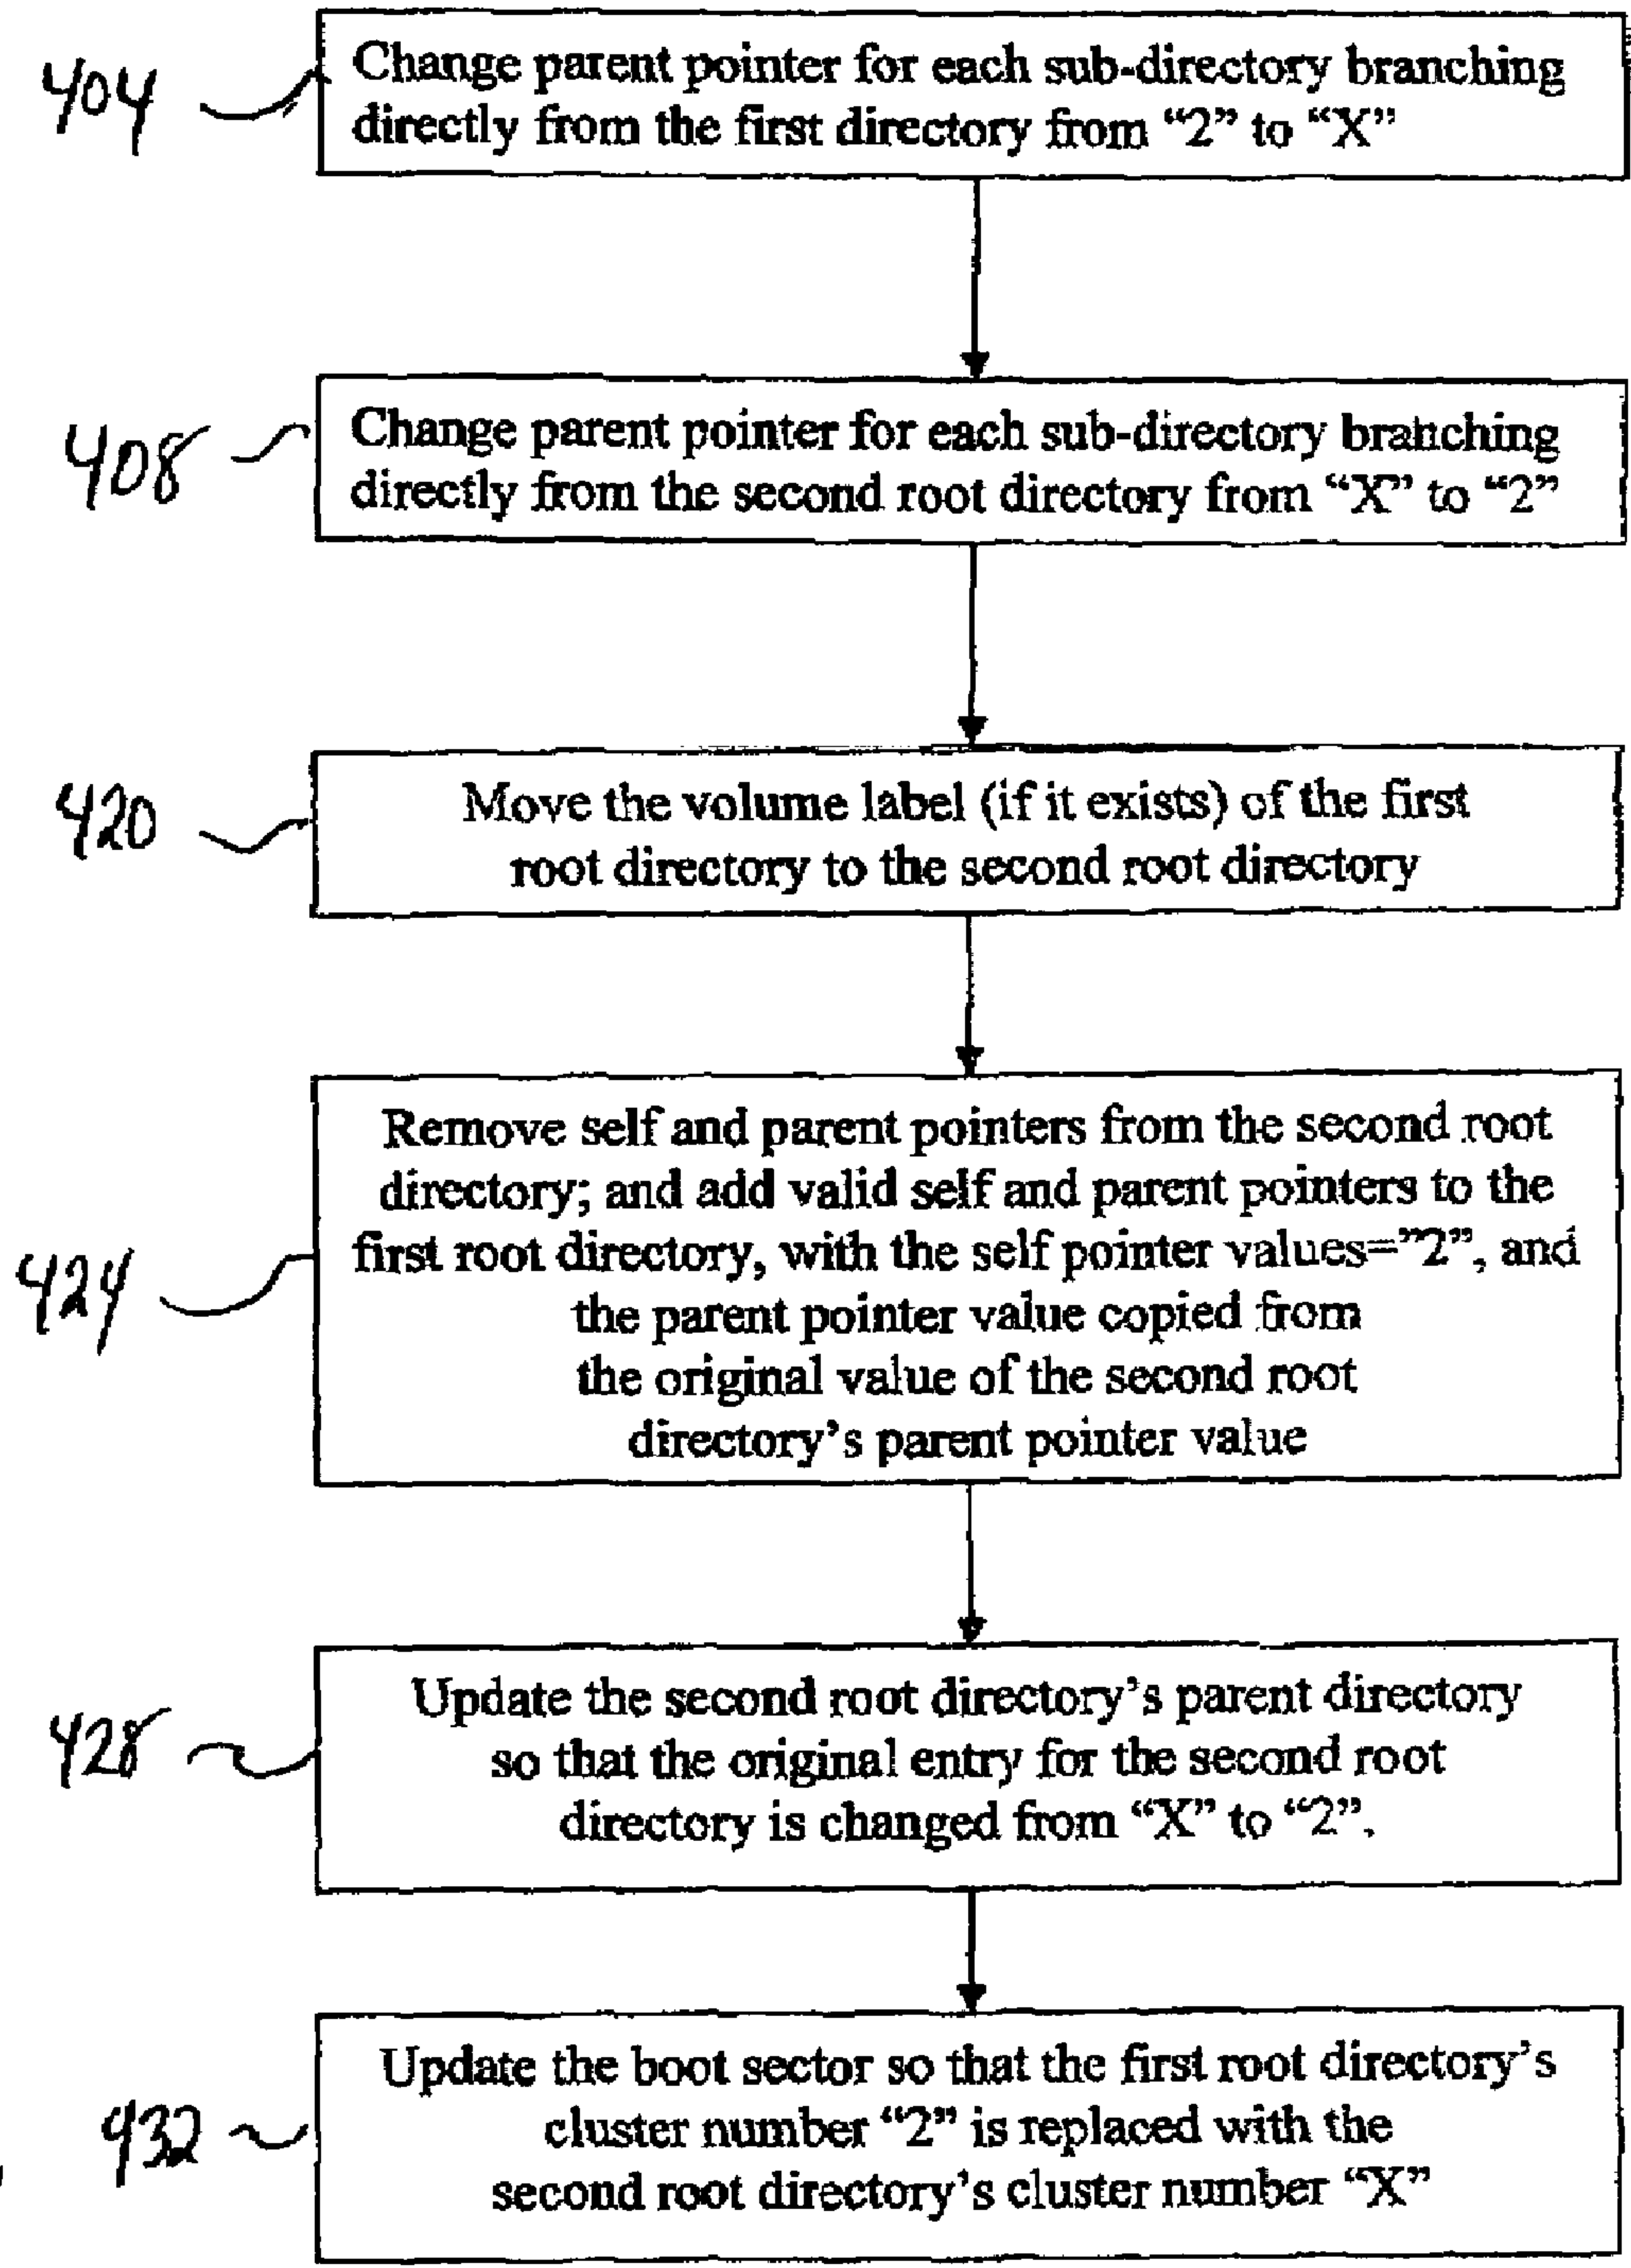 404
Change parent pointer for each sub-directory branching
directly from the first directory from “2” to “X”
408
Change parent pointer for each sub-directory branching
directly from the second root directory from “X” to “2”
420
Move the volume label (if it exists) of the first
root directory to the second root directory
424
Remove self and parent pointers from the second root
directory; and add valid self and parent pointers to the
first root directory, with the self pointer values=”2”, and
the parent pointer value copied from
the original value of the second root
directory’s parent pointer value
428
Update the second root directory’s parent directory
so that the original entry for the second root
directory is changed from “X” to “2”.
432
Update the boot sector so that the first root directory’s
cluster number “2” is replaced with the
second root directory’s cluster number “X”